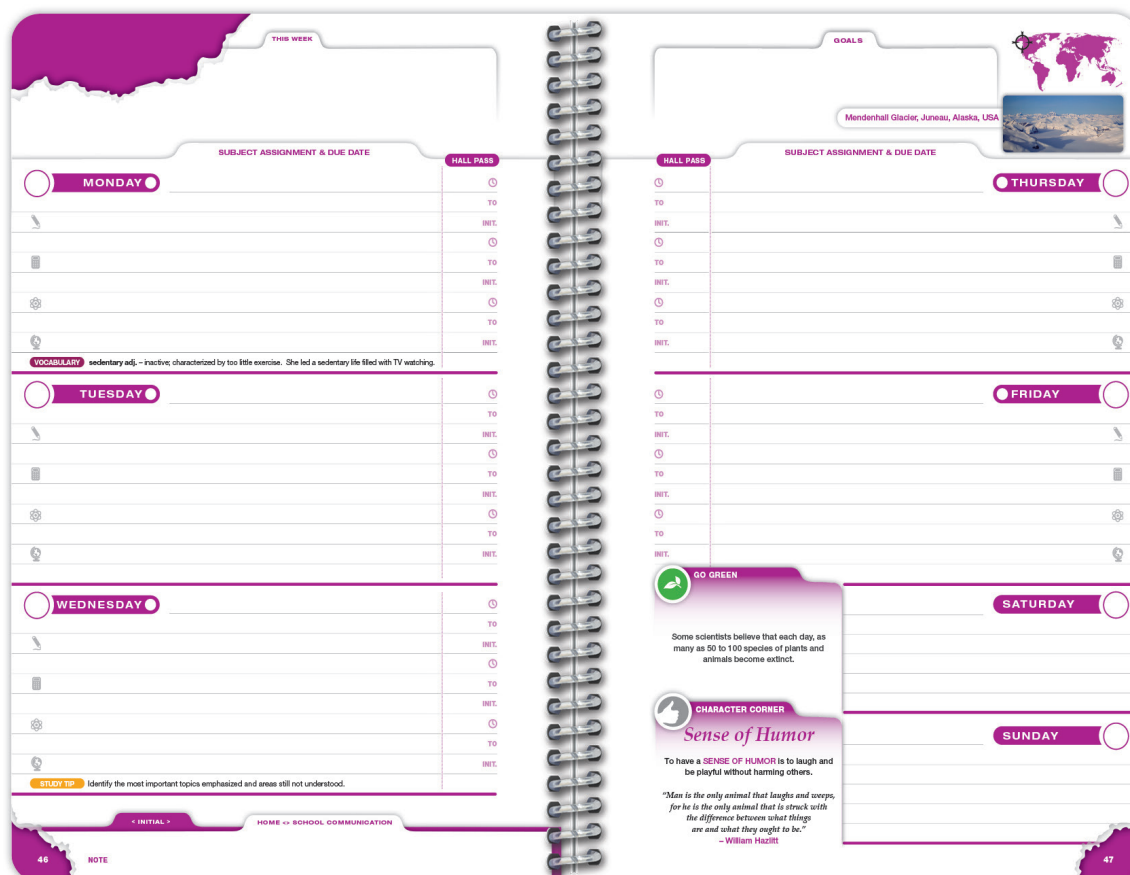 THIS WEEK
SUBJECT ASSIGNMENT & DUE DATE
HALL PASS
MONDAY
TO
INIT.
TO
INIT.
TO
INIT.
VOCABULARY sedentary adj. – inactive; characterized by too little exercise. She led a sedentary life filled with TV watching.
TUESDAY
TO
INIT.
TO
INIT.
TO
INIT.
WEDNESDAY
TO
INIT.
TO
INIT.
TO
INIT.
STUDY TIP Identify the most important topics emphasized and areas still not understood.
< INITIAL >
HOME <> SCHOOL COMMUNICATION
46
NOTE
GOALS
Mendenhall Glacier, Juneau, Alaska, USA
HALL PASS
SUBJECT ASSIGNMENT & DUE DATE
THURSDAY
TO
INIT.
TO
INIT.
TO
INIT.
FRIDAY
TO
INIT.
TO
INIT.
TO
INIT.
GO GREEN
Some scientists believe that each day, as
many as 50 to 100 species of plants and
animals become extinct.
SATURDAY
CHARACTER CORNER
Sense of Humor
To have a SENSE OF HUMOR is to laugh and
be playful without harming others.
“Man is the only animal that laughs and weeps,
for he is the only animal that is struck with
the difference between what things
are and what they ought to be.”
– William Hazlitt
SUNDAY
47